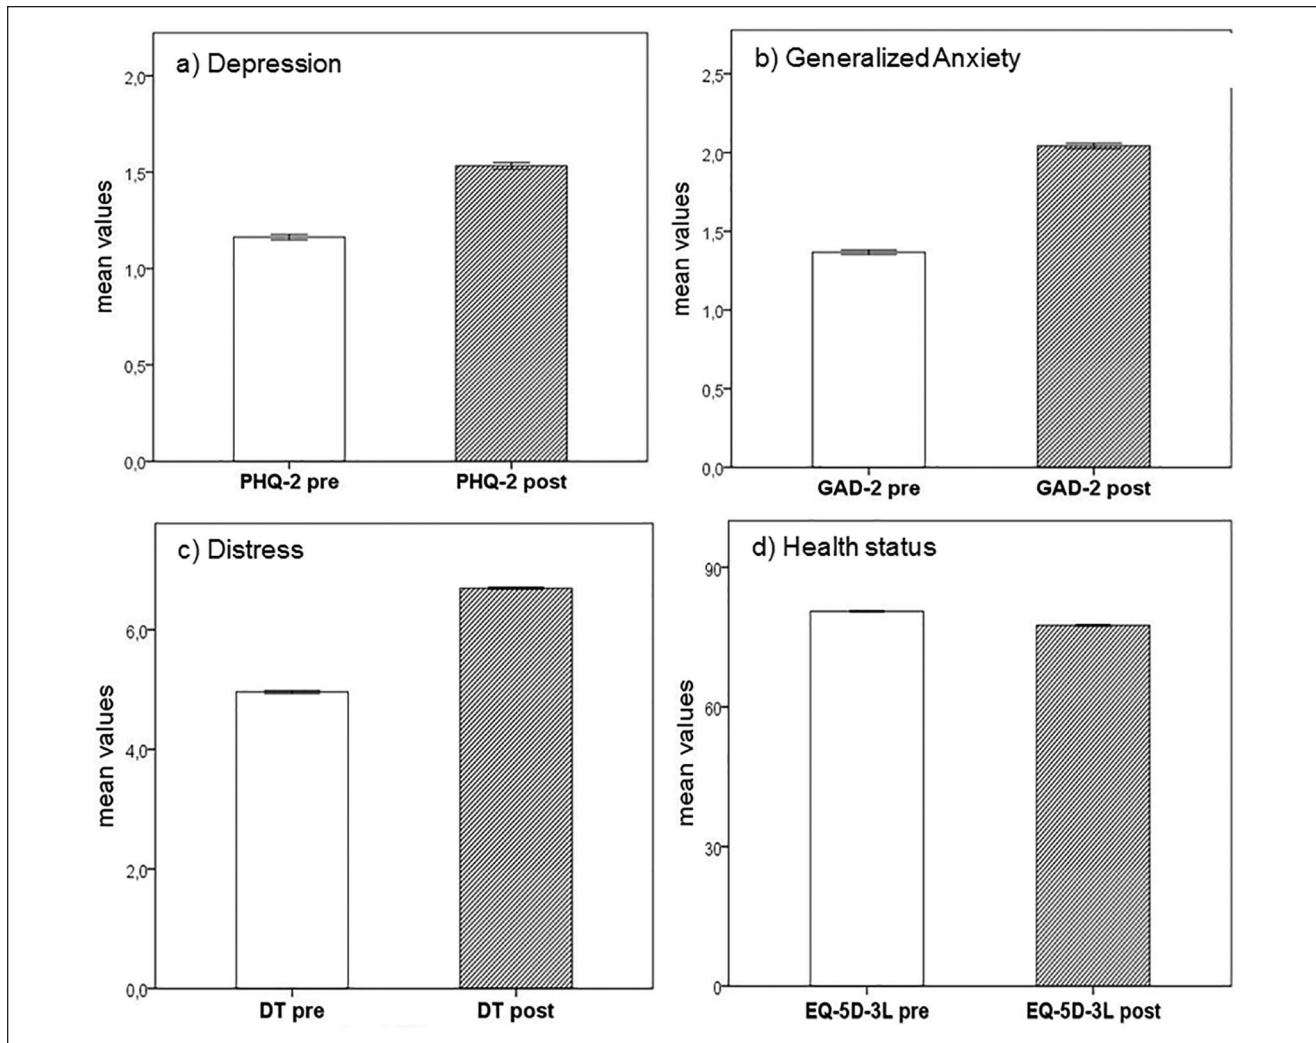 a) Depression
mean values
2,0
1,5
1,0
0,5
0,0
PHQ-2 pre
PHQ-2 post
b) Generalized Anxiety
mean values
2,5
2,0
1,5
1,0
0,5
0,0
GAD-2 pre
GAD-2 post
c) Distress
mean values
6,0
4,0
2,0
0,0
DT pre
DT post
d) Health status
mean values
90
60
30
0
EQ-5D-3L pre
EQ-5D-3L post